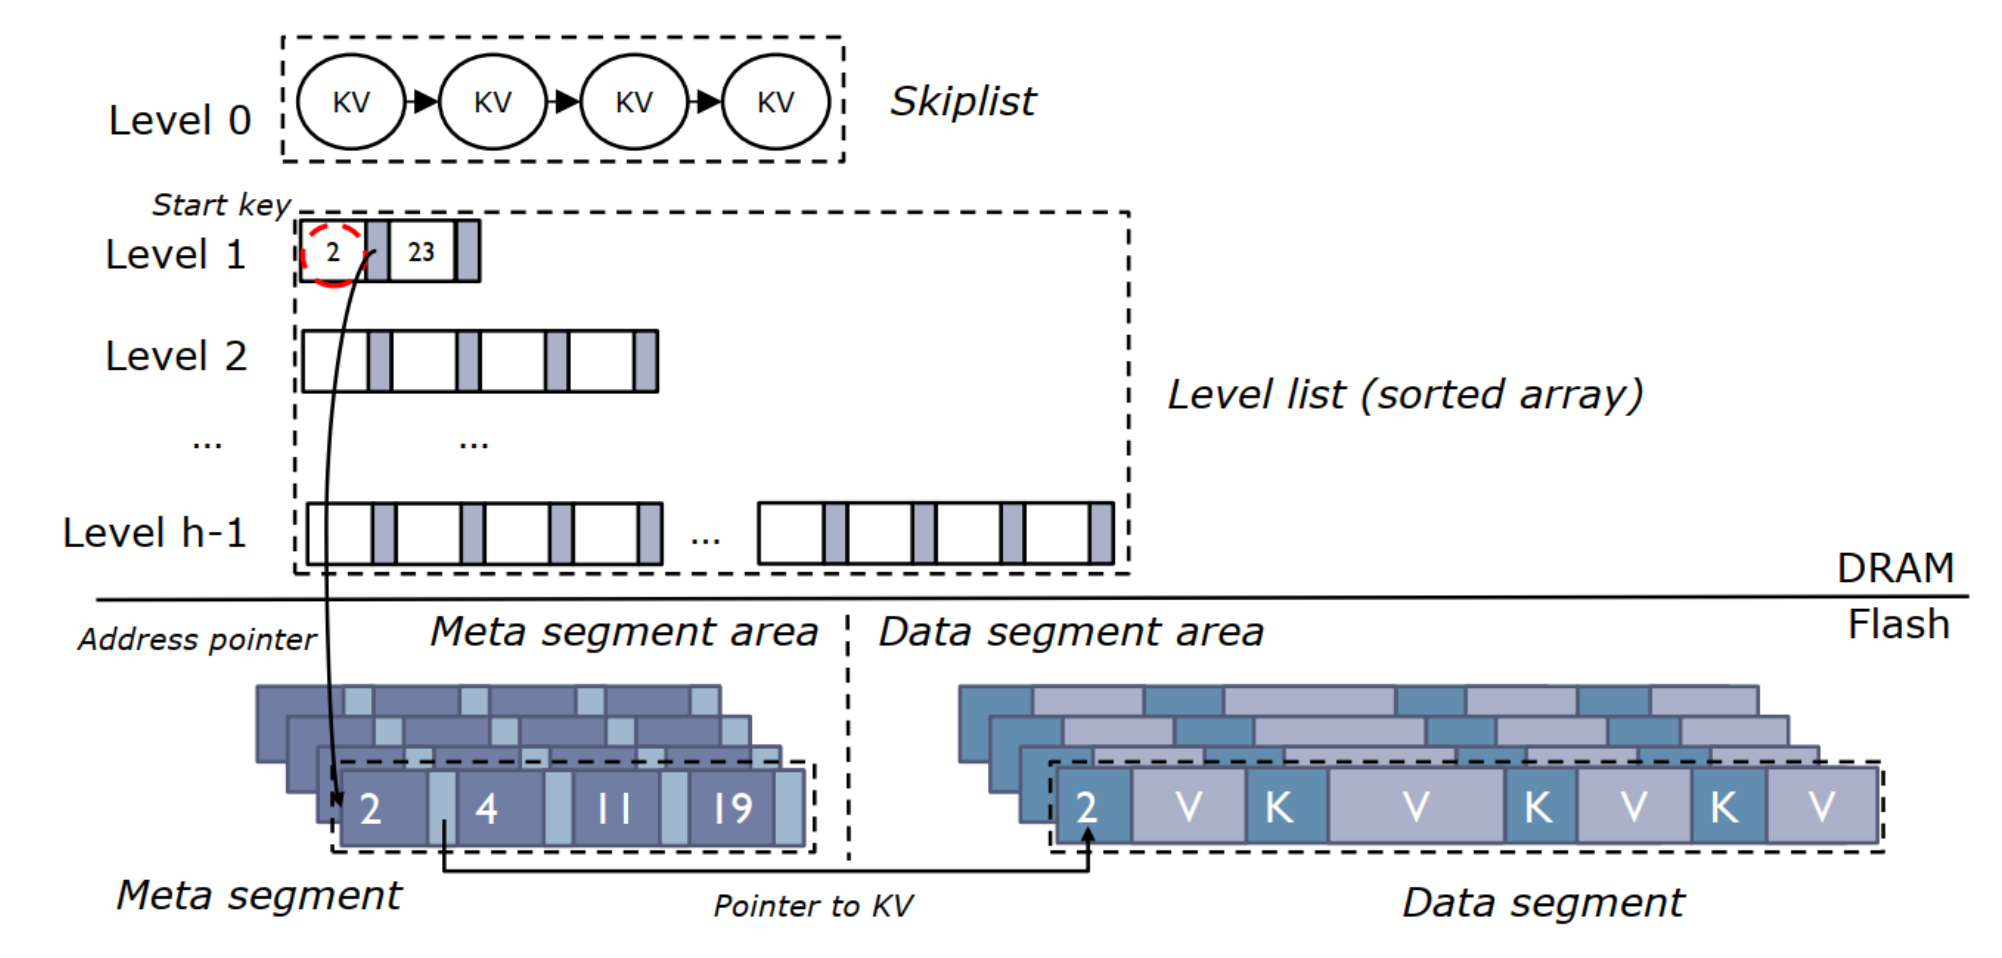 Level 0
KV KV KV KV
Skiplist
Start key
Level 1
2 23
Level 2
Level list (sorted array)
... ...
Level h-1
...
DRAM
Flash
Address pointer
Meta segment area
Data segment area
2 4 11 19
2 V K V K V K V
Meta segment
Pointer to KV
Data segment